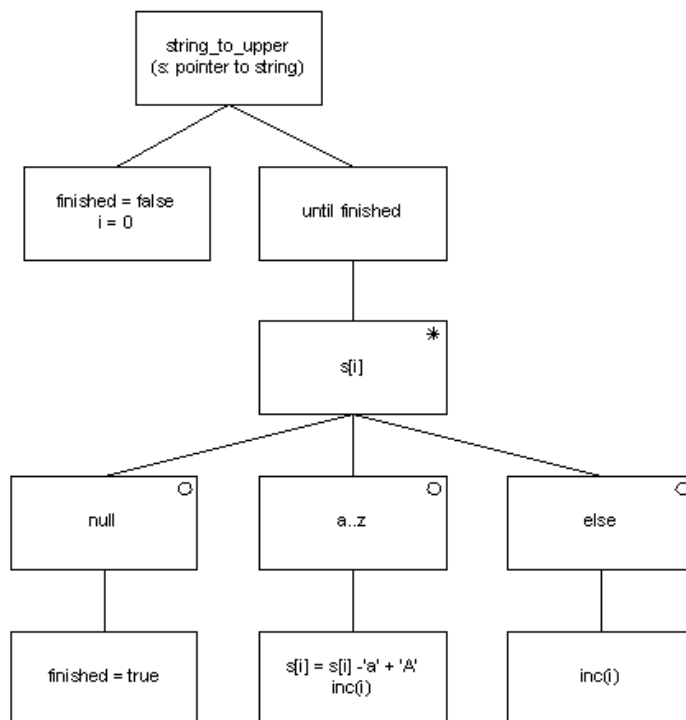 string_to_upper
(s: pointer to string)
finished = false
i = 0
until finished
*
s[i]
null
a..z
else
finished = true
s[i] = s[i] -'a' + 'A'
inc(i)
inc(i)